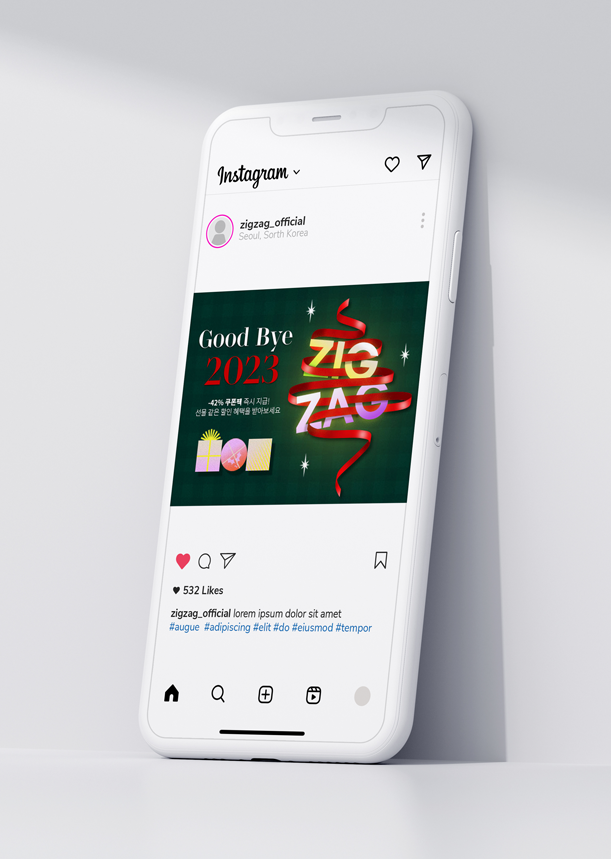 Instagram
zigzag_official
Seoul, Sorth Korea
Good Bye
2023
-42% 쿠폰팩 즉시 지급!
선물 같은 할인 혜택을 받아보세요
ZIG
ZAG
532 Likes
zigzag_official lorem ipsum dolor sit amet
#augue #adipiscing #elit #do #eiusmod #tempor